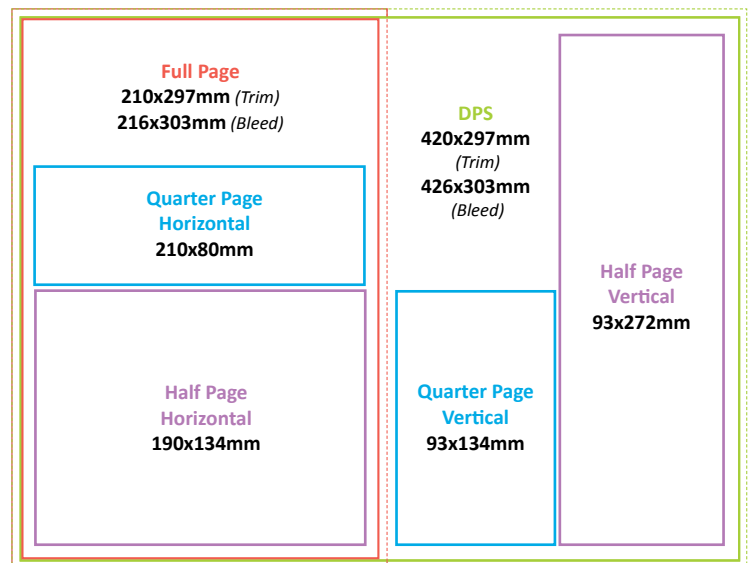 Full Page
210x297mm (Trim)
216x303mm (Bleed)
Quarter Page
Horizontal
210x80mm
Half Page
Horizontal
190x134mm
DPS
420x297mm
(Trim)
426x303mm
(Bleed)
Quarter Page
Vertical
93x134mm
Half Page
Vertical
93x272mm